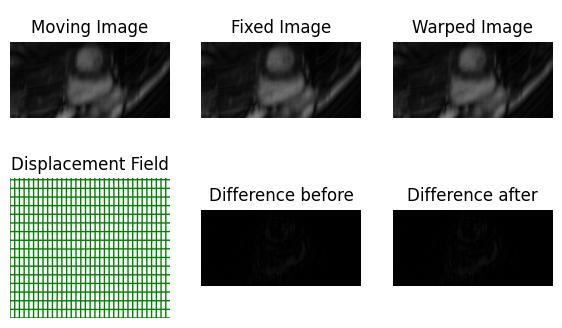 Moving Image
Fixed Image
Warped Image
Displacement Field
Difference before
Difference after